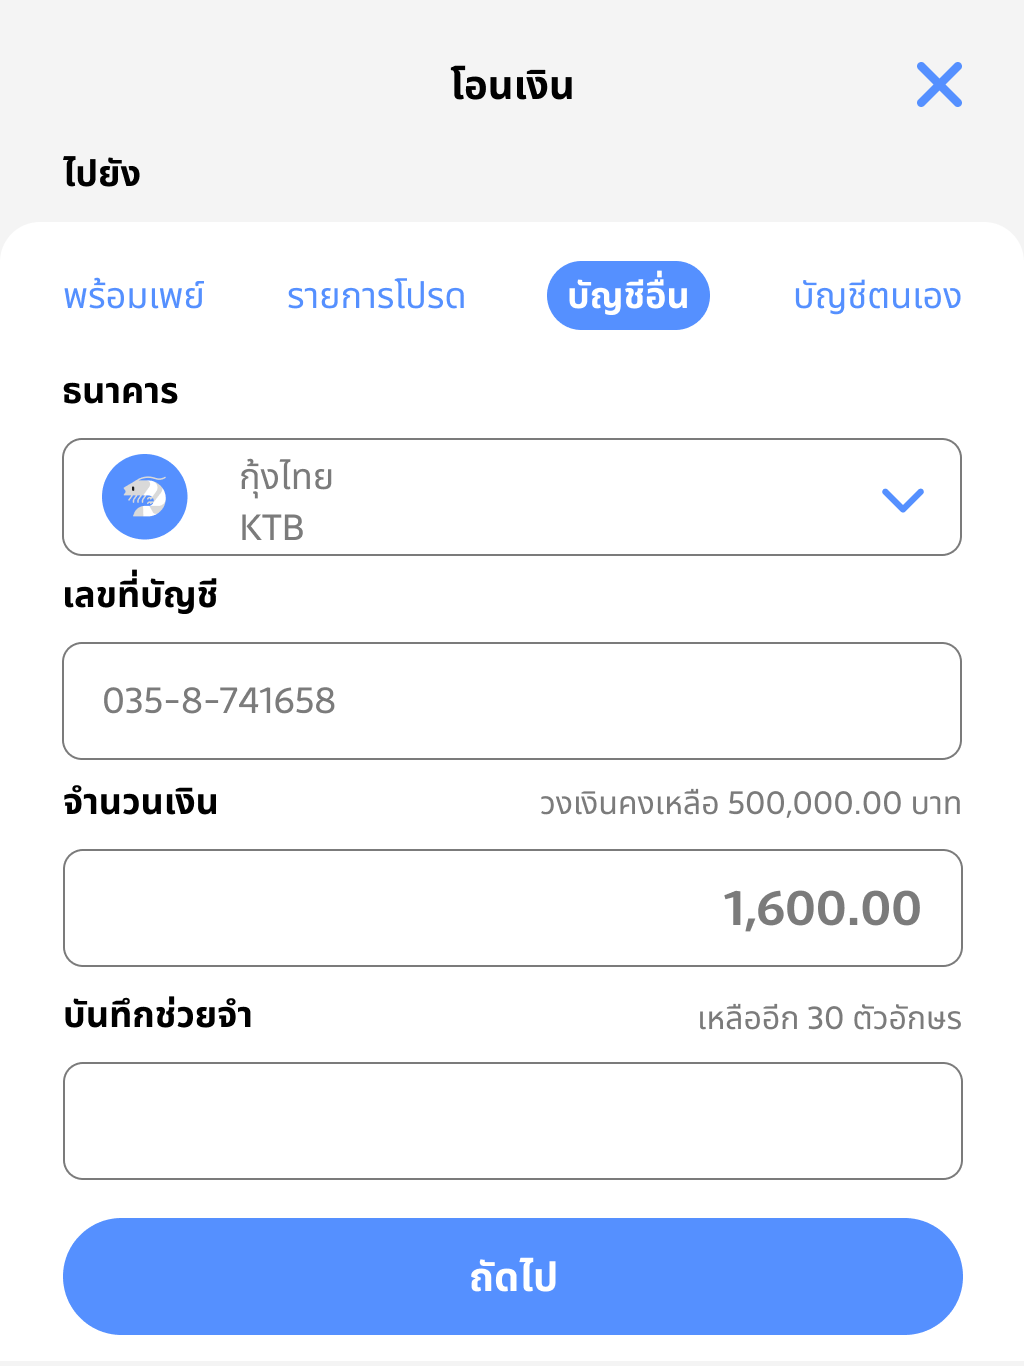 โอนเงิน
ไปยัง
พร้อมเพย์ รายการโปรด บัญชีอื่น บัญชีตนเอง
ธนาคาร
กุ้งไทย
KTB
เลขที่บัญชี
035-8-741658
จำนวนเงิน วงเงินคงเหลือ 500,000.00 บาท
1,600.00
บันทึกช่วยจำ เหลืออีก 30 ตัวอักษร
ถัดไป